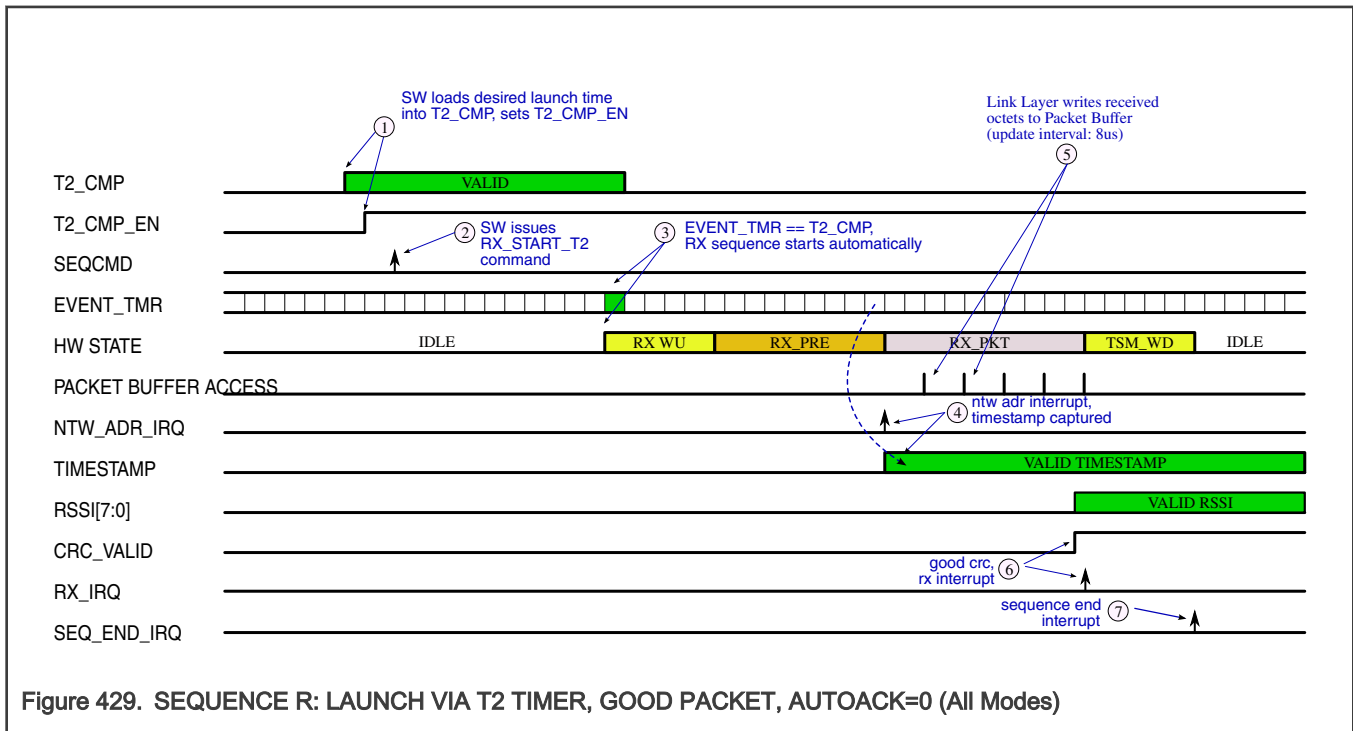 SW loads desired launch time
into T2_CMP, sets T2_CMP_EN
1
Link Layer writes received
octets to Packet Buffer
(update interval: 8us)
5
T2_CMP
VALID
T2_CMP_EN
2
SW issues
RX_START_T2
command
3
EVENT_TMR == T2_CMP,
RX sequence starts automatically
SEQCMD
EVENT_TMR
HW STATE
IDLE
RX WU
RX_PRE
RX_PKT
TSM_WD
IDLE
PACKET BUFFER ACCESS
4
ntw adr interrupt,
timestamp captured
NTW_ADR_IRQ
TIMESTAMP
VALID TIMESTAMP
RSSI[7:0]
VALID RSSI
CRC_VALID
good crc,
rx interrupt
6
RX_IRQ
sequence end
interrupt
7
SEQ_END_IRQ
Figure 429. SEQUENCE R: LAUNCH VIA T2 TIMER, GOOD PACKET, AUTOACK=0 (All Modes)